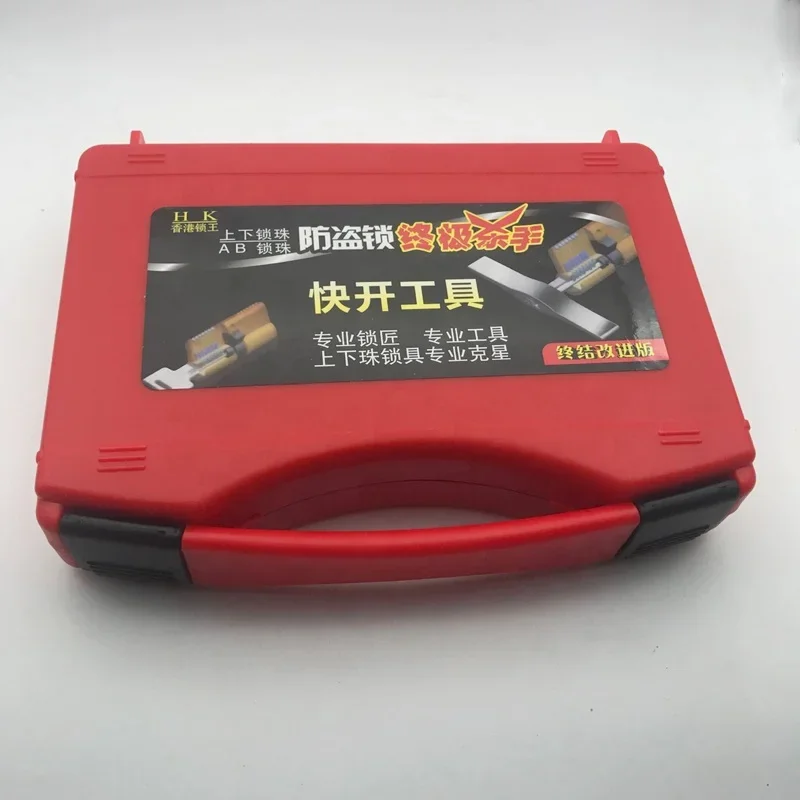 H K
香港锁王
上下锁珠
AB 锁珠
防盗锁终极杀手
快开工具
专业锁匠 专业工具
上下珠锁具专业克星
终结改进版